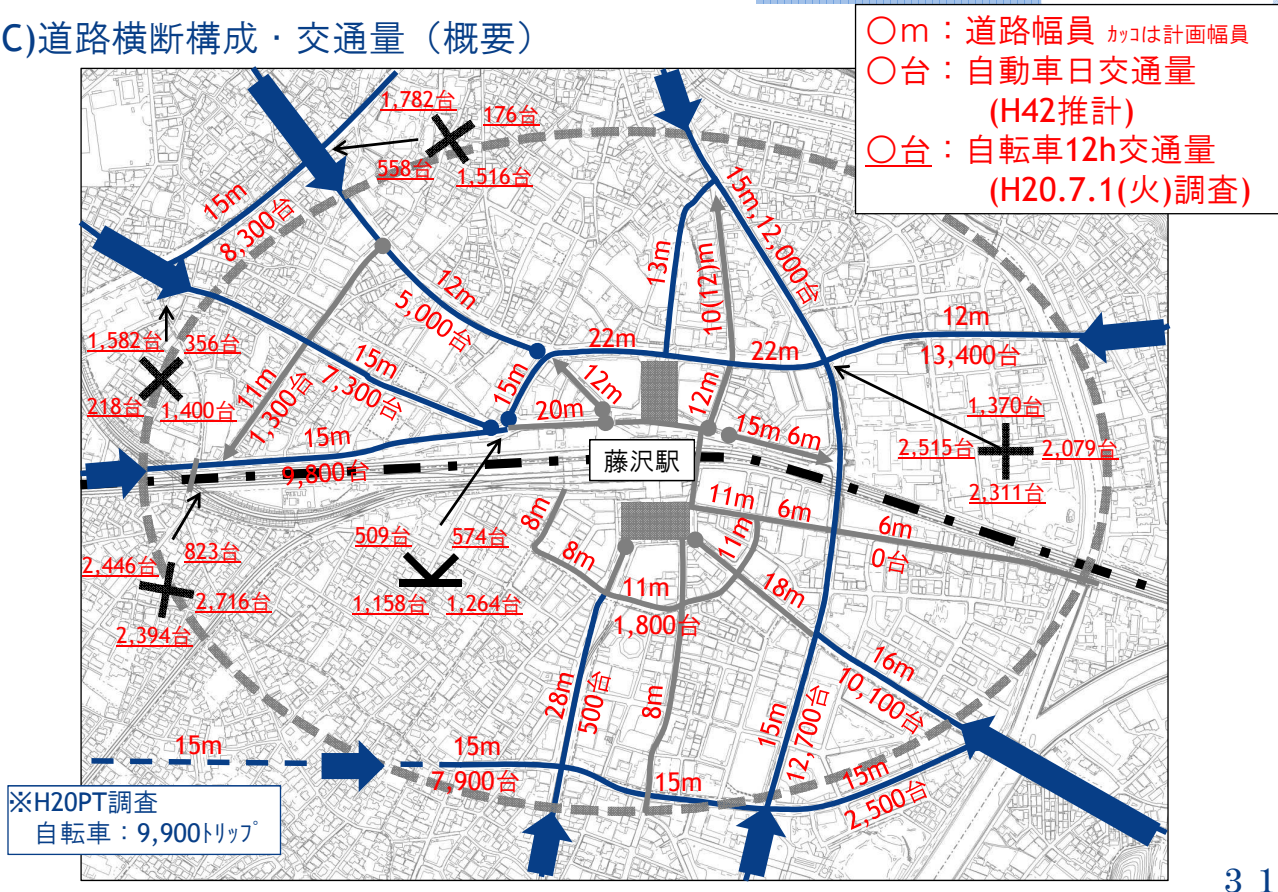 C)道路横断構成・交通量（概要）
○m：道路幅員 ｶｯｺは計画幅員
○台：自動車日交通量
(H42推計)
○台：自転車12h交通量
(H20.7.1(火)調査)
1,782台
176台
558台
1,516台
15m
8,300台
15m,12,000台
13m
10(12)m
12m
5,000台
12m
13,400台
22m
22m
1,582台
356台
218台
1,400台
11m
1,300台
15m
7,300台
15m
12m
20m
12m
15m
6m
1,370台
2,515台
2,079台
2,311台
15m
9,800台
藤沢駅
11m
6m
6m
0台
8m
8m
11m
11m
1,800台
18m
509台
574台
1,158台
1,264台
823台
2,446台
2,716台
2,394台
16m
10,100台
28m
500台
8m
15m
12,700台
15m
15m
7,900台
15m
15m
2,500台
※H20PT調査
自転車：9,900ﾄﾘｯﾌﾟ
31